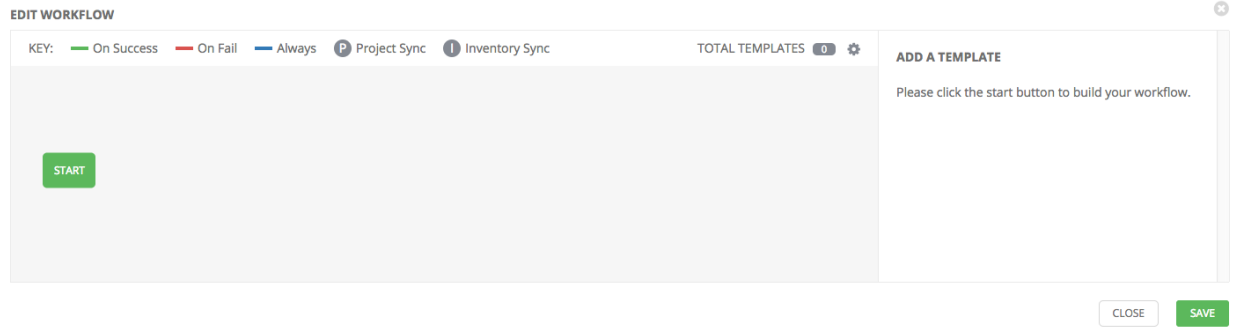 EDIT WORKFLOW
KEY: On Success On Fail Always P Project Sync I Inventory Sync TOTAL TEMPLATES 0
ADD A TEMPLATE
Please click the start button to build your workflow.
START
CLOSE SAVE